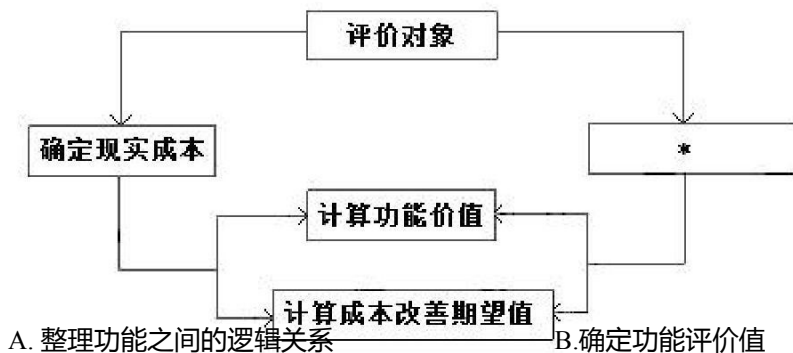 评价对象
确定现实成本
*
计算功能价值
计算成本改善期望值
A. 整理功能之间的逻辑关系 B.确定功能评价值